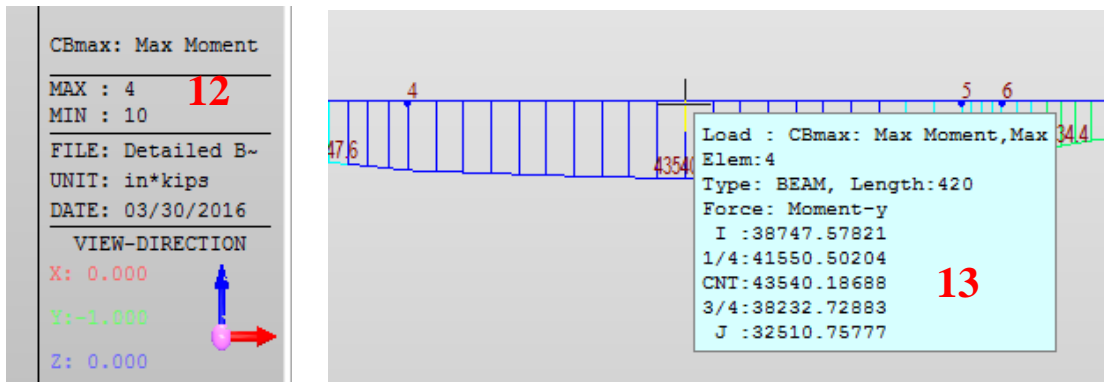 CBmax: Max Moment
MAX : 4
MIN : 10
12
FILE: Detailed B~
UNIT: in*kips
DATE: 03/30/2016
VIEW-DIRECTION
X: 0.000
Y:-1.000
Z: 0.000
4
5 6
47.6
43540
34.4
Load : CBmax: Max Moment,Max
Elem:4
Type: BEAM, Length:420
Force: Moment-y
I :38747.57821
1/4:41550.50204
CNT:43540.18688
3/4:38232.72883
J :32510.75777
13